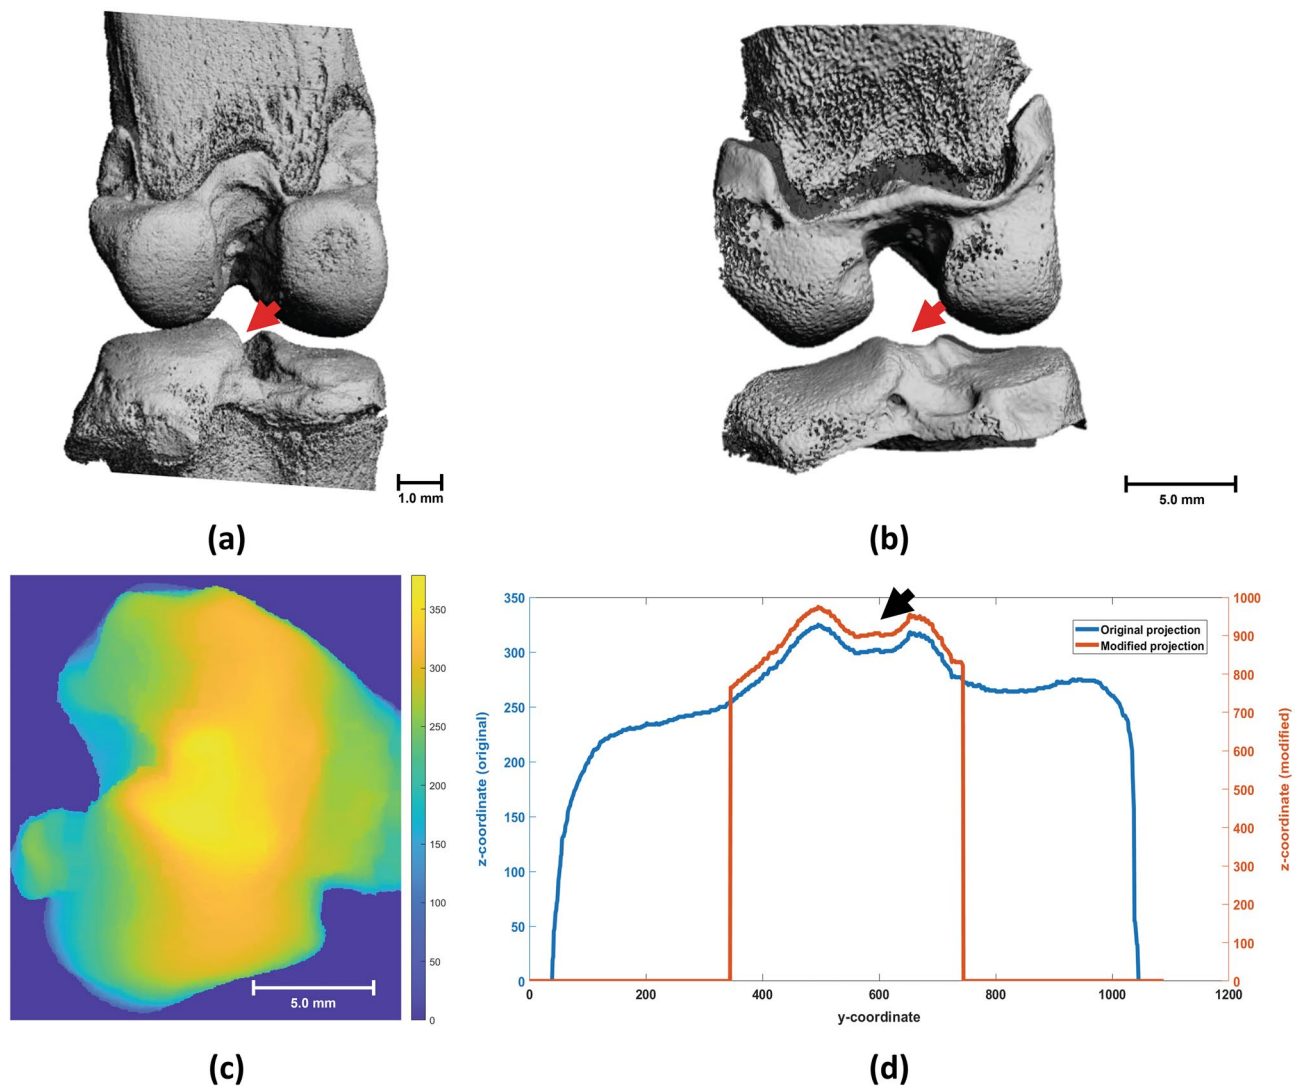 1.0 mm
(a)
5.0 mm
(b)
350
300
250
200
150
100
50
0
5.0 mm
(c)
350
300
250
200
150
100
50
0
z-coordinate (original)
1000
900
800
700
600
500
400
300
200
100
0
z-coordinate (modified)
Original projection
Modified projection
0 200 400 600 800 1000 1200
y-coordinate
(d)